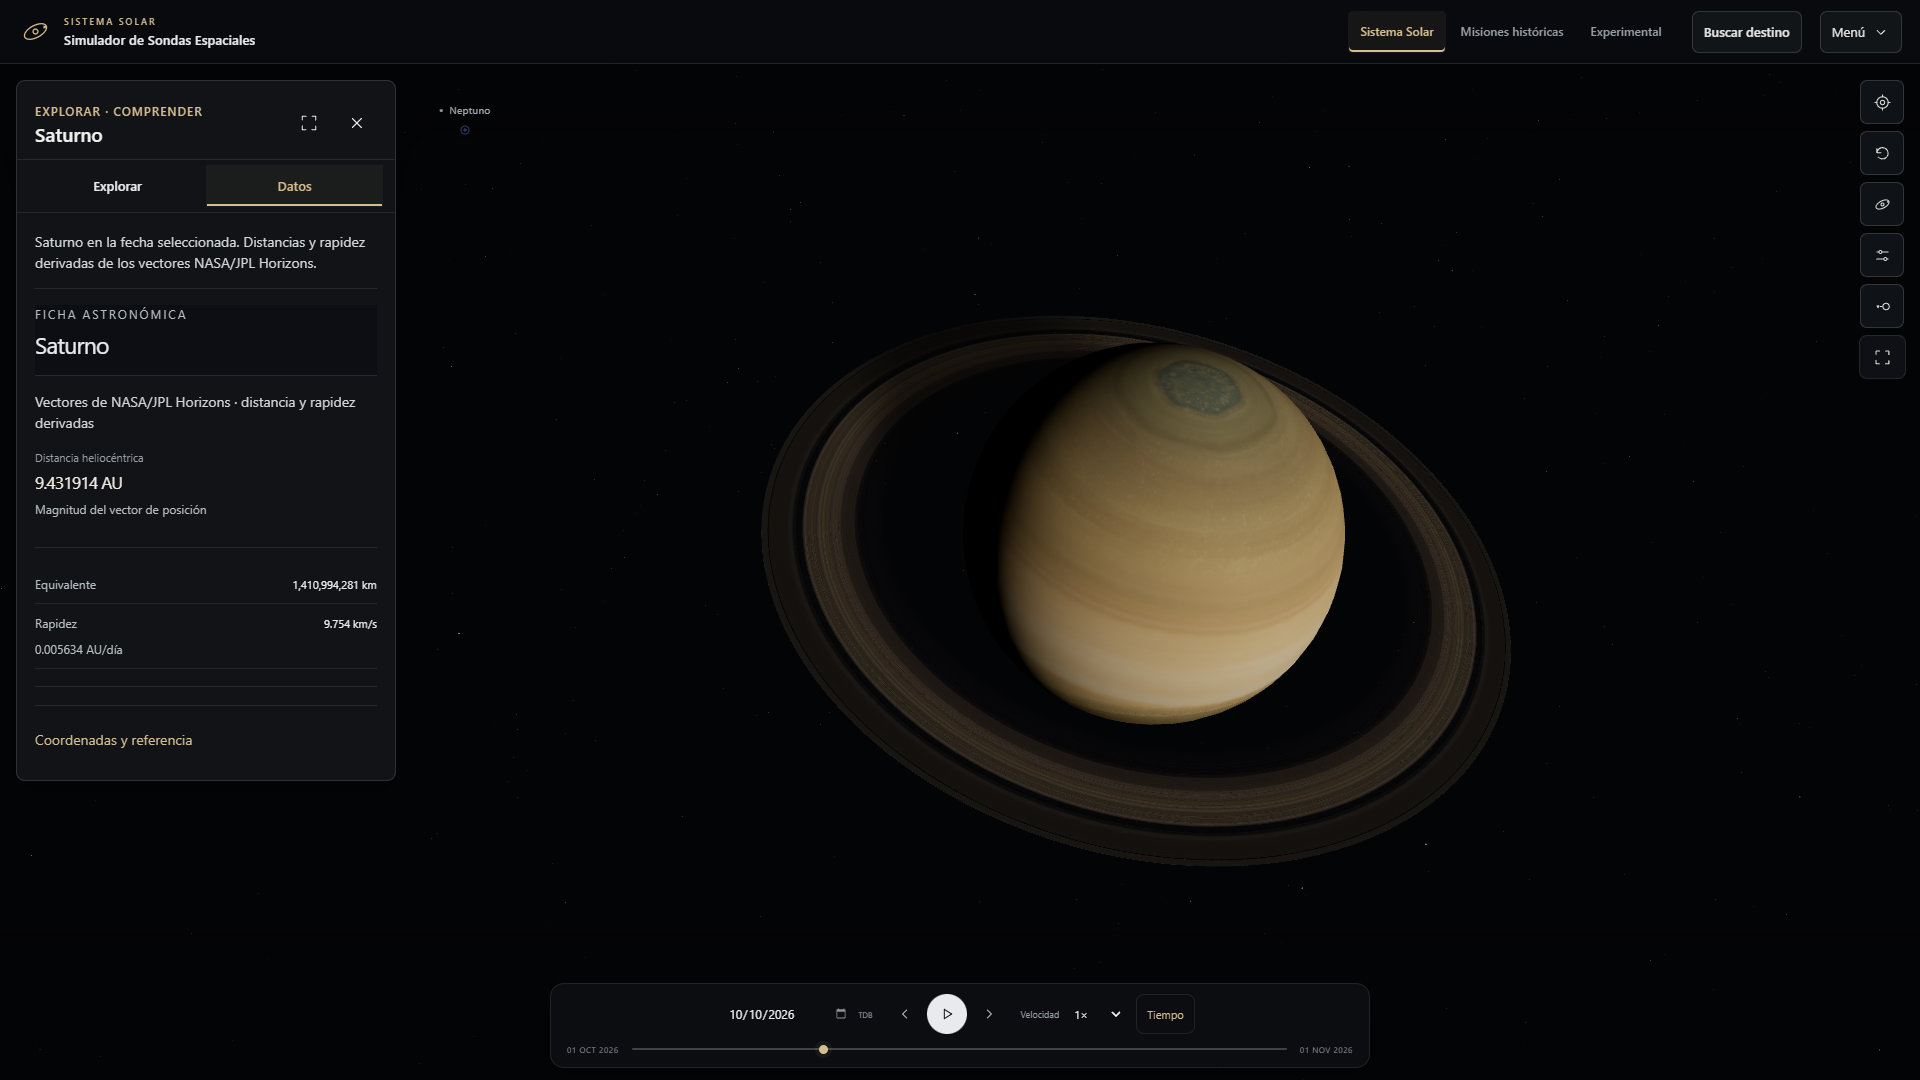 SISTEMA SOLAR
Simulador de Sondas Espaciales
Sistema Solar
Misiones históricas
Experimental
Buscar destino
Menú
EXPLORAR · COMPRENDER
Saturno
Explorar
Datos
Saturno en la fecha seleccionada. Distancias y rapidez
derivadas de los vectores NASA/JPL Horizons.
FICHA ASTRONÓMICA
Saturno
Vectores de NASA/JPL Horizons · distancia y rapidez
derivadas
Distancia heliocéntrica
9.431914 AU
Magnitud del vector de posición
Equivalente 1,410,994,281 km
Rapidez 9.754 km/s
0.005634 AU/día
Coordenadas y referencia
Neptuno
10/10/2026
TDB
Velocidad
1×
Tiempo
01 OCT 2026
01 NOV 2026